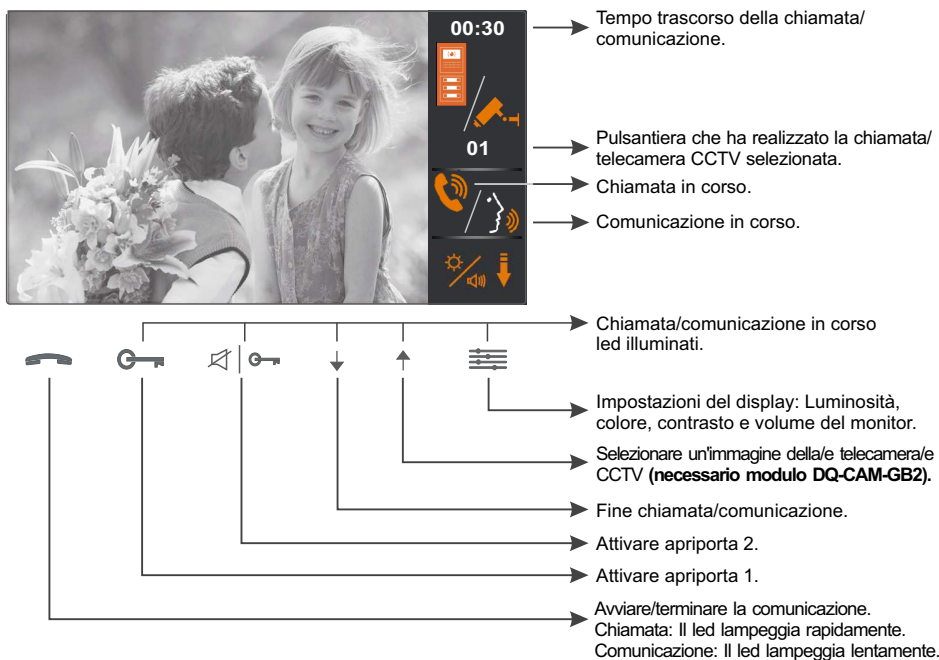 00:30
01
Tempo trascorso della chiamata/
comunicazione.
Pulsantiera che ha realizzato la chiamata/
telecamera CCTV selezionata.
Chiamata in corso.
Comunicazione in corso.
Chiamata/comunicazione in corso
led illuminati.
Impostazioni del display: Luminosità,
colore, contrasto e volume del monitor.
Selezionare un'immagine della/e telecamera/e
CCTV (necessario modulo DQ-CAM-GB2).
Fine chiamata/comunicazione.
Attivare apriporta 2.
Attivare apriporta 1.
Avviare/terminare la comunicazione.
Chiamata: Il led lampeggia rapidamente.
Comunicazione: Il led lampeggia lentamente.